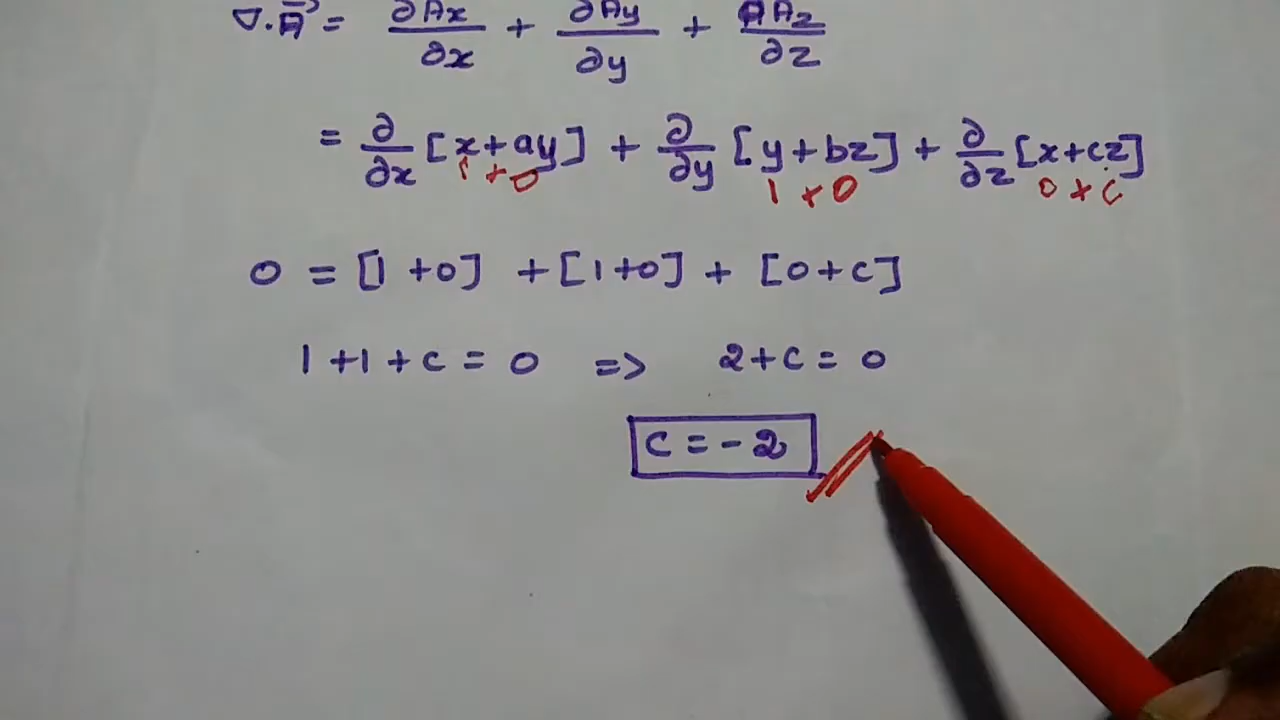 ∇.A⃗ = ∂Ax/∂x + ∂Ay/∂y + ∂Az/∂z
= ∂/∂x [x+ay] + ∂/∂y [y+bz] + ∂/∂z [x+cz]
1+0 1+0 0+c
0 = [1+0] + [1+0] + [0+c]
1+1+c = 0 => 2+c = 0
c = -2